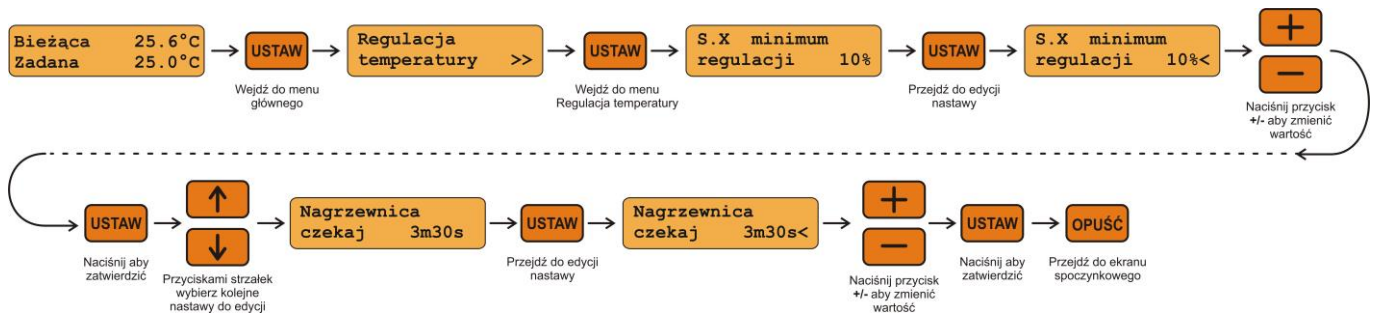 Bieżąca 25.6°C
Zadana 25.0°C
USTAW
Wejdź do menu
głównego
Regulacja
temperatury >>
USTAW
Wejdź do menu
Regulacja temperatury
S.X minimum
regulacji 10%
USTAW
Przejdź do edycji
nastawy
S.X minimum
regulacji 10%<
+
−
Naciśnij przycisk
+/- aby zmienić
wartość
USTAW
Naciśnij aby
zatwierdzić
↑
↓
Przyciskami strzałek
wybierz kolejne
nastawy do edycji
Nagrzewnica
czekaj 3m30s
USTAW
Przejdź do edycji
nastawy
Nagrzewnica
czekaj 3m30s<
+
−
Naciśnij przycisk
+/- aby zmienić
wartość
USTAW
Naciśnij aby
zatwierdzić
OPUŚĆ
Przejdź do ekranu
spoczynkowego